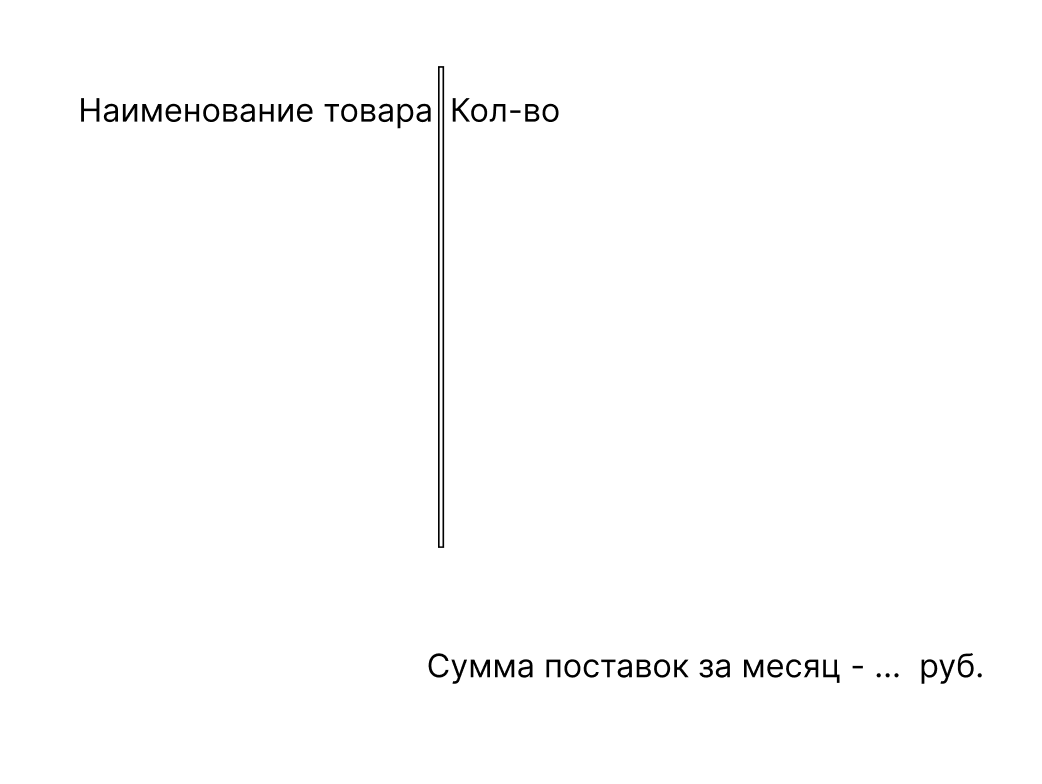 Наименование товара Кол-во
Сумма поставок за месяц - ... руб.